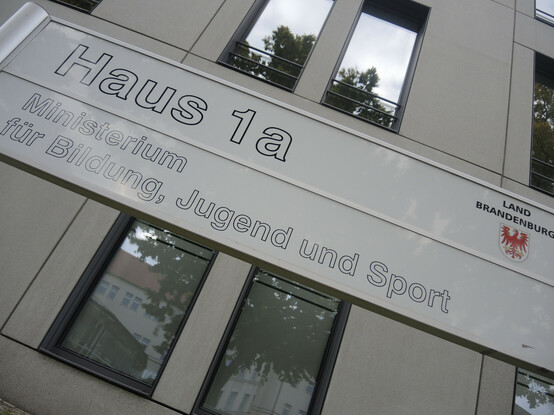 Haus 1a
Ministerium
für Bildung, Jugend und Sport
LAND
BRANDENBURG